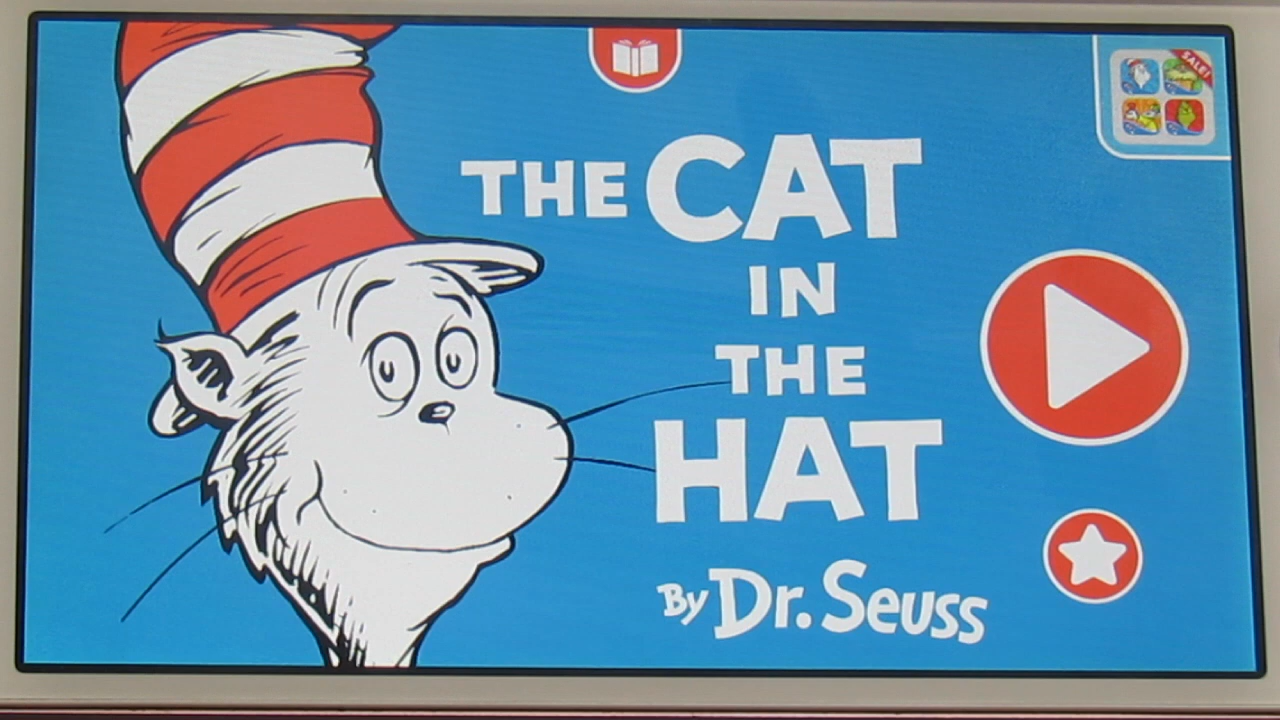 SALE!
THE CAT
IN
THE
HAT
By Dr. Seuss